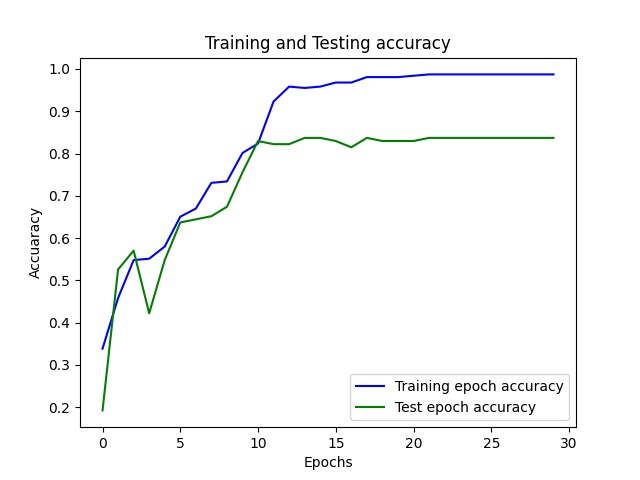 Training and Testing accuracy
1.0
0.9
0.8
0.7
0.6
0.5
0.4
0.3
0.2
Accuaracy
Training epoch accuracy
Test epoch accuracy
0 5 10 15 20 25 30
Epochs